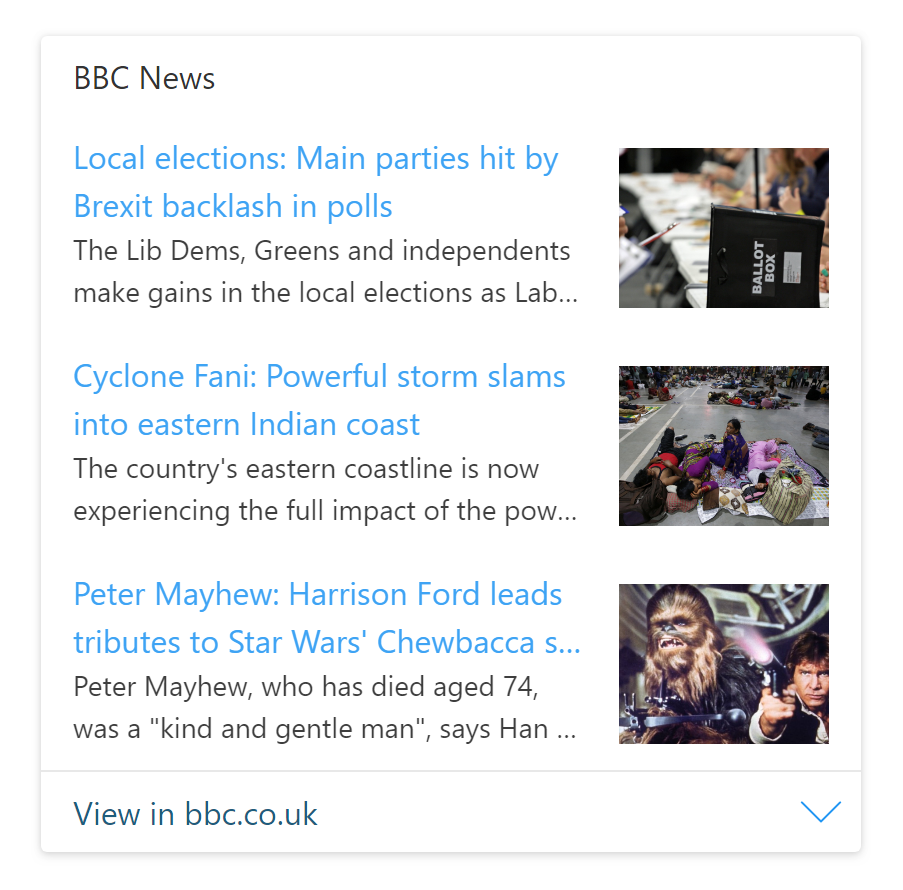 BBC News
Local elections: Main parties hit by
Brexit backlash in polls
The Lib Dems, Greens and independents
make gains in the local elections as Lab...
BALLOT
BOX
Cyclone Fani: Powerful storm slams
into eastern Indian coast
The country's eastern coastline is now
experiencing the full impact of the pow...
Peter Mayhew: Harrison Ford leads
tributes to Star Wars' Chewbacca s...
Peter Mayhew, who has died aged 74,
was a "kind and gentle man", says Han ...
View in bbc.co.uk